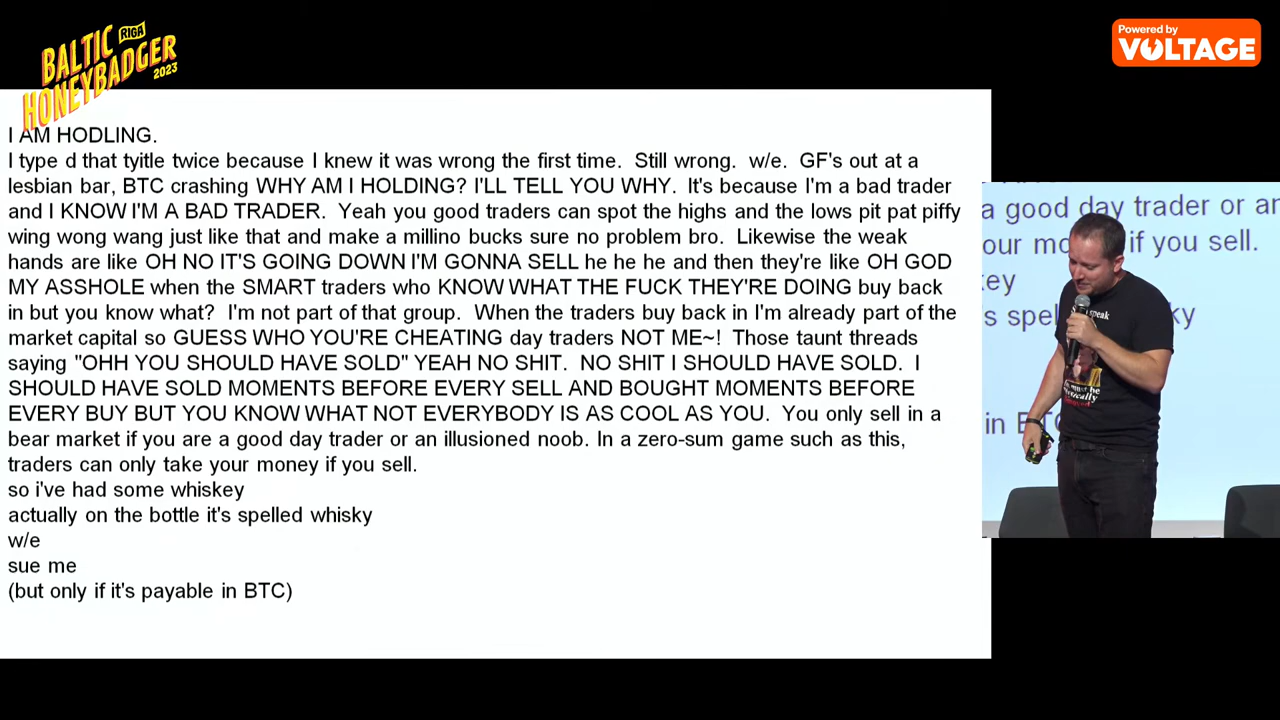 BALTIC RIGA
HONEYBADGER
2023
Powered by
VOLTAGE
I AM HODLING.
I type d that tyitle twice because I knew it was wrong the first time.  Still wrong.  w/e.  GF's out at a
lesbian bar, BTC crashing WHY AM I HOLDING? I'LL TELL YOU WHY.  It's because I'm a bad trader
and I KNOW I'M A BAD TRADER.  Yeah you good traders can spot the highs and the lows pit pat piffy
wing wong wang just like that and make a millino bucks sure no problem bro.  Likewise the weak
hands are like OH NO IT'S GOING DOWN I'M GONNA SELL he he he and then they're like OH GOD
MY ASSHOLE when the SMART traders who KNOW WHAT THE FUCK THEY'RE DOING buy back
in but you know what?  I'm not part of that group.  When the traders buy back in I'm already part of the
market capital so GUESS WHO YOU'RE CHEATING day traders NOT ME~!  Those taunt threads
saying "OHH YOU SHOULD HAVE SOLD" YEAH NO SHIT.  NO SHIT I SHOULD HAVE SOLD.  I
SHOULD HAVE SOLD MOMENTS BEFORE EVERY SELL AND BOUGHT MOMENTS BEFORE
EVERY BUY BUT YOU KNOW WHAT NOT EVERYBODY IS AS COOL AS YOU.  You only sell in a
bear market if you are a good day trader or an illusioned noob. In a zero-sum game such as this,
traders can only take your money if you sell.
so i've had some whiskey
actually on the bottle it's spelled whisky
w/e
sue me
(but only if it's payable in BTC)
a good day trader or an
our mo if you sell.
key
s spel ky
in BTC
speak
must be